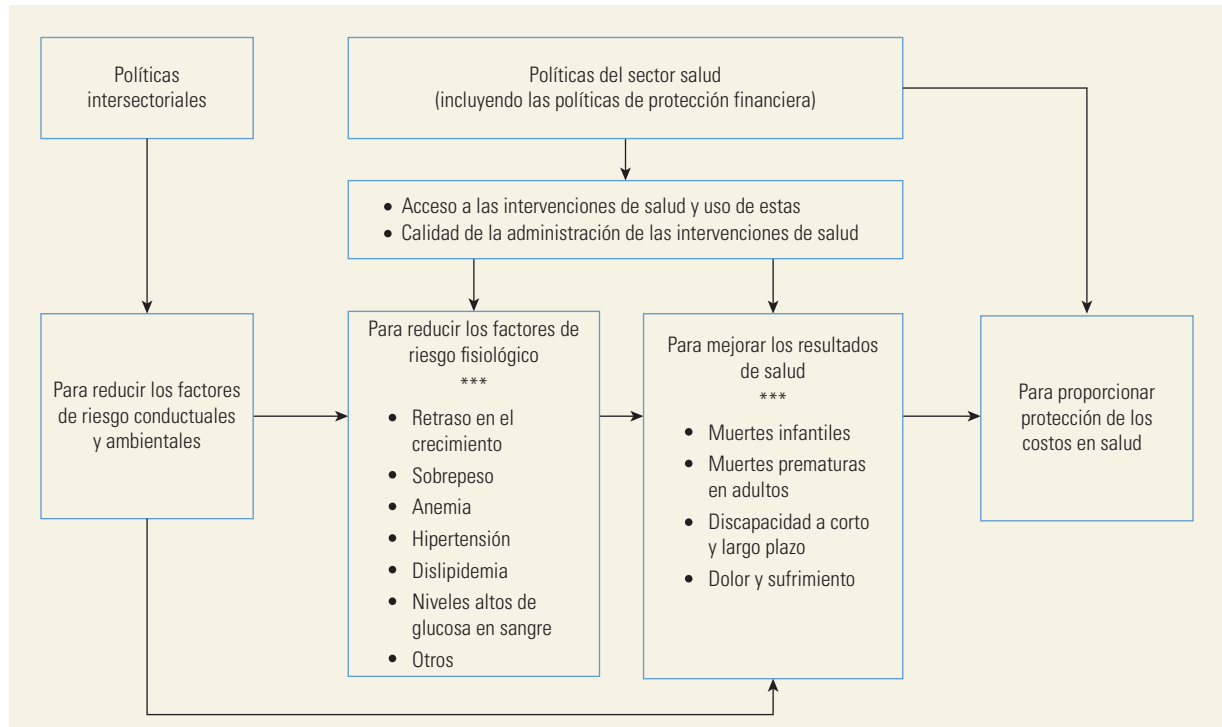 Políticas
intersectoriales
Políticas del sector salud
(incluyendo las políticas de protección financiera)
• Acceso a las intervenciones de salud y uso de estas
• Calidad de la administración de las intervenciones de salud
Para reducir los factores
de riesgo conductuales
y ambientales
Para reducir los factores de
riesgo fisiológico
***
• Retraso en el
crecimiento
• Sobrepeso
• Anemia
• Hipertensión
• Dislipidemia
• Niveles altos de
glucosa en sangre
• Otros
Para mejorar los resultados
de salud
***
• Muertes infantiles
• Muertes prematuras
en adultos
• Discapacidad a corto
y largo plazo
• Dolor y sufrimiento
Para proporcionar
protección de los
costos en salud